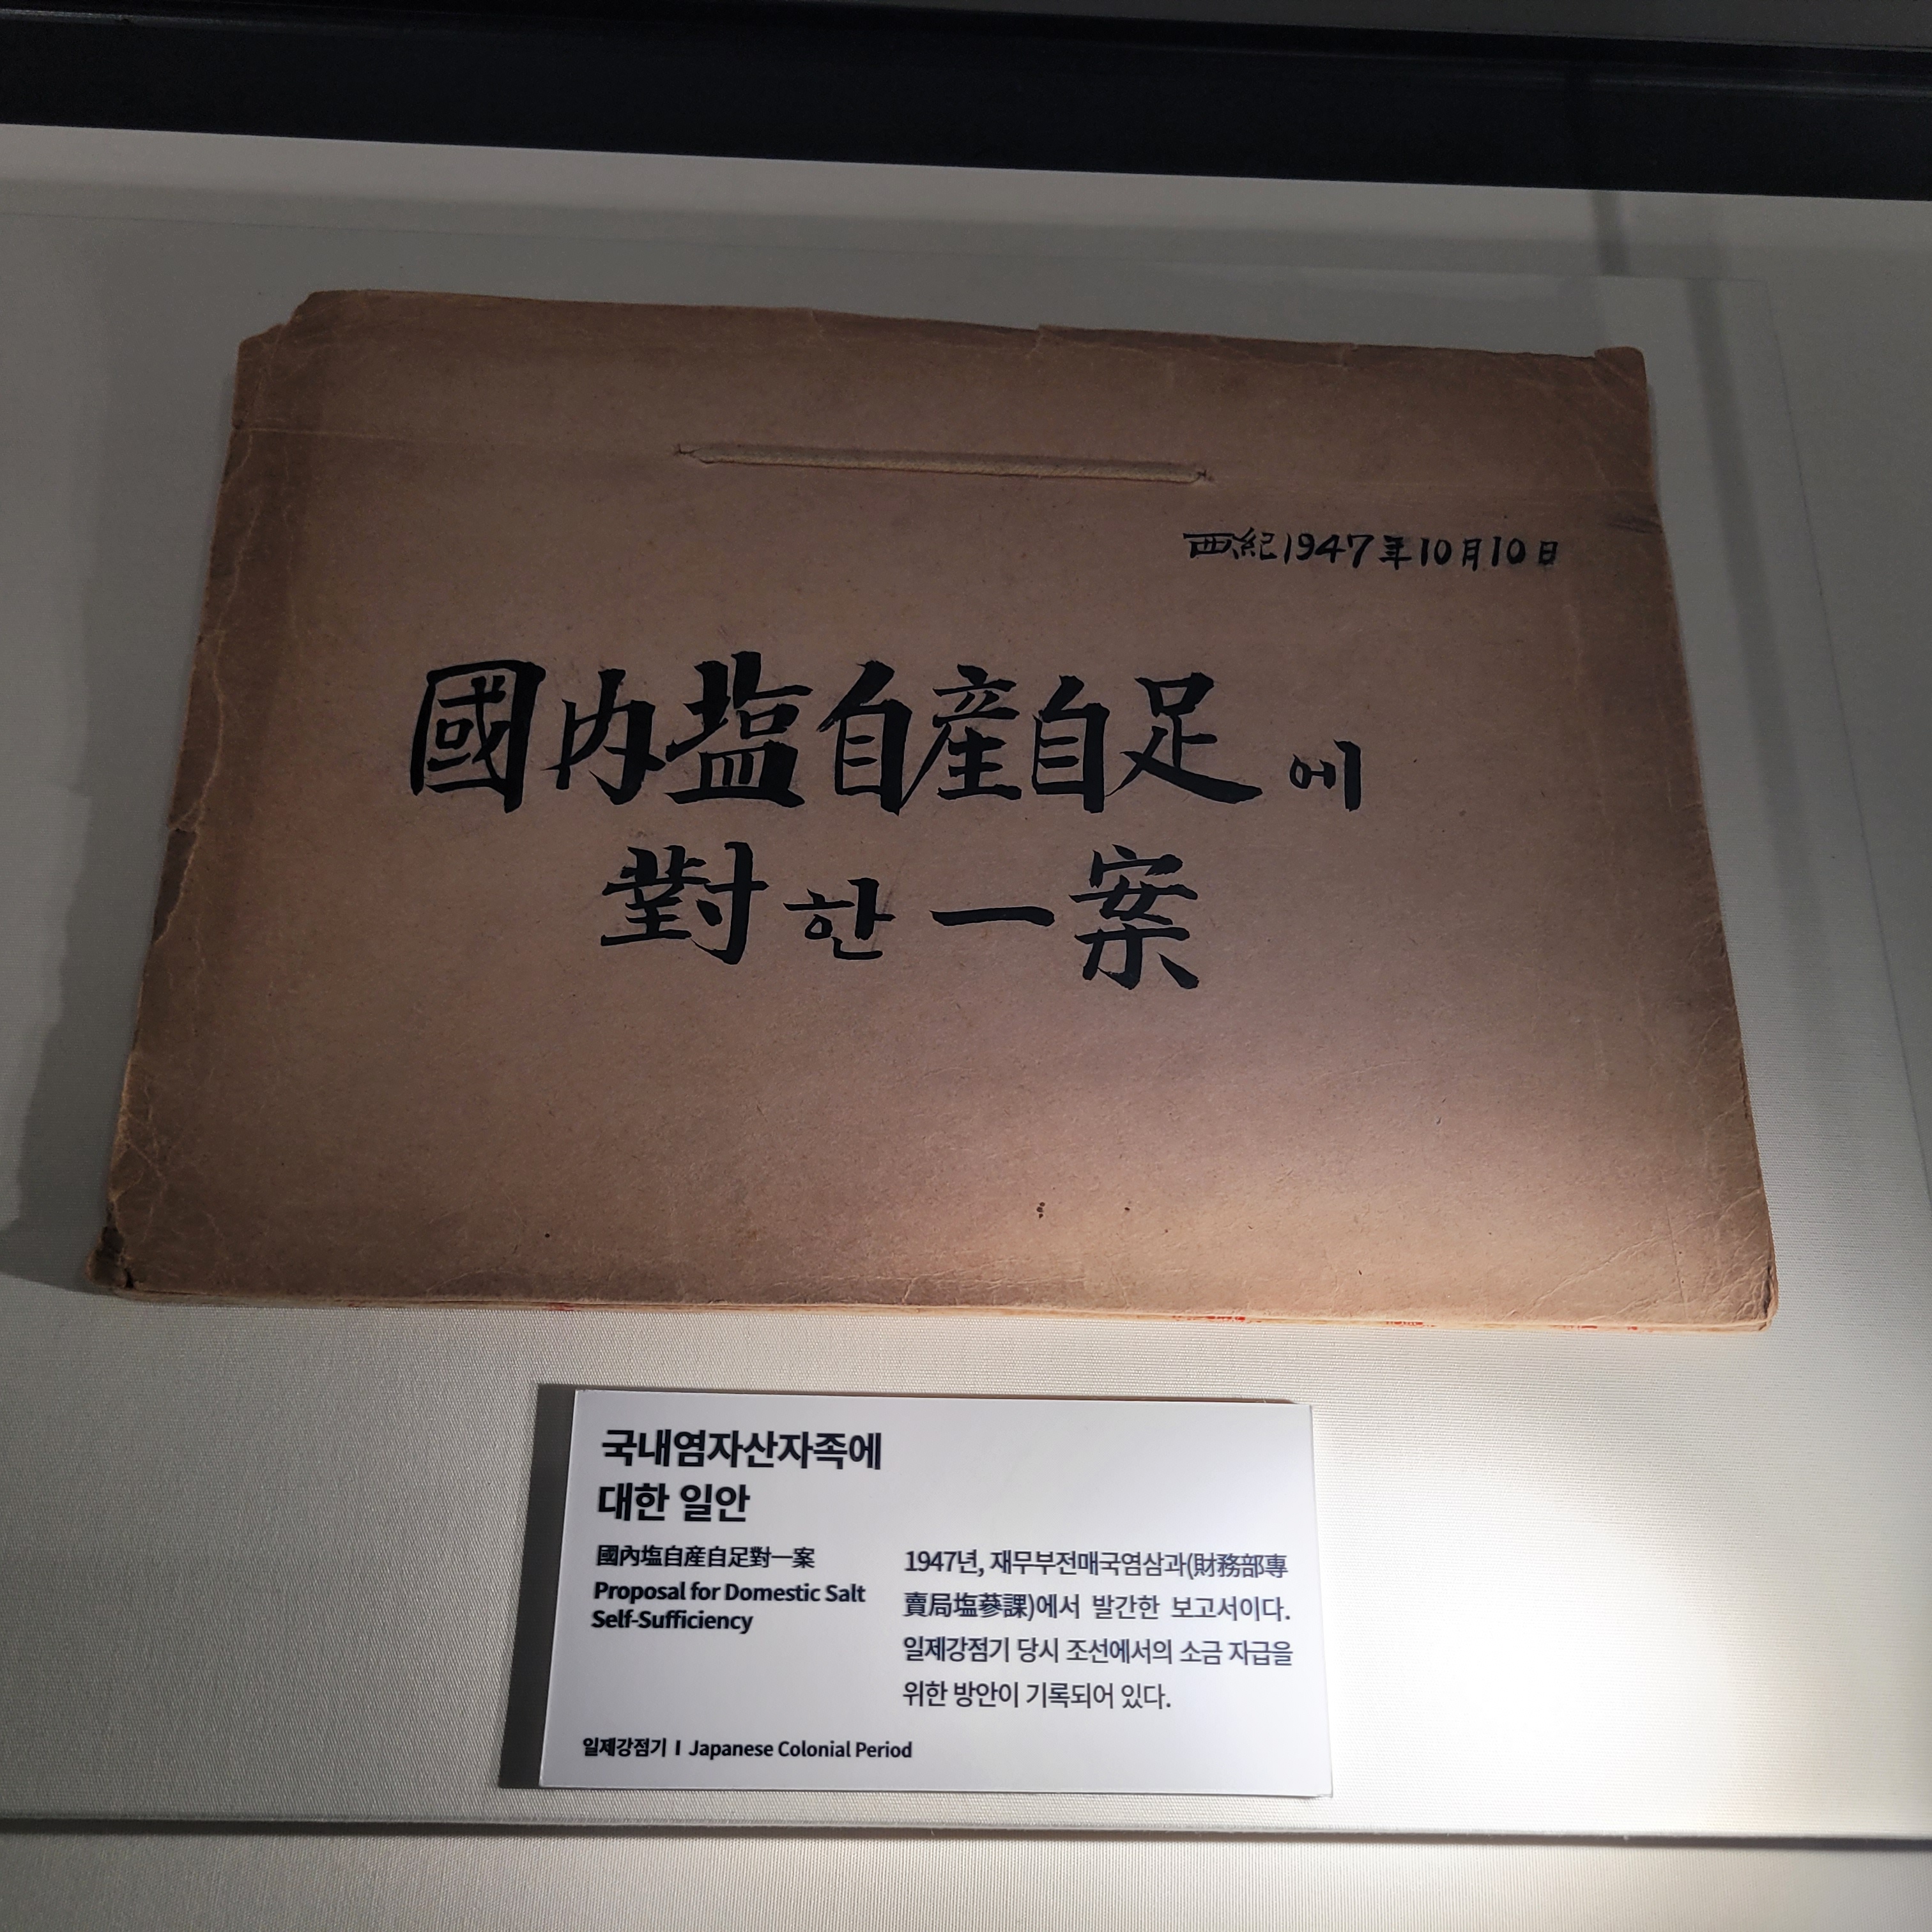 西紀1947年10月10日
國内塩自産自足에
對한一案
국내염자산자족에
대한 일안
國內塩自産自足對一案
Proposal for Domestic Salt
Self-Sufficiency
1947년, 재무부전매국염삼과(財務部專
賣局塩蔘課)에서 발간한 보고서이다.
일제강점기 당시 조선에서의 소금 자급을
위한 방안이 기록되어 있다.
일제강점기 I Japanese Colonial Period